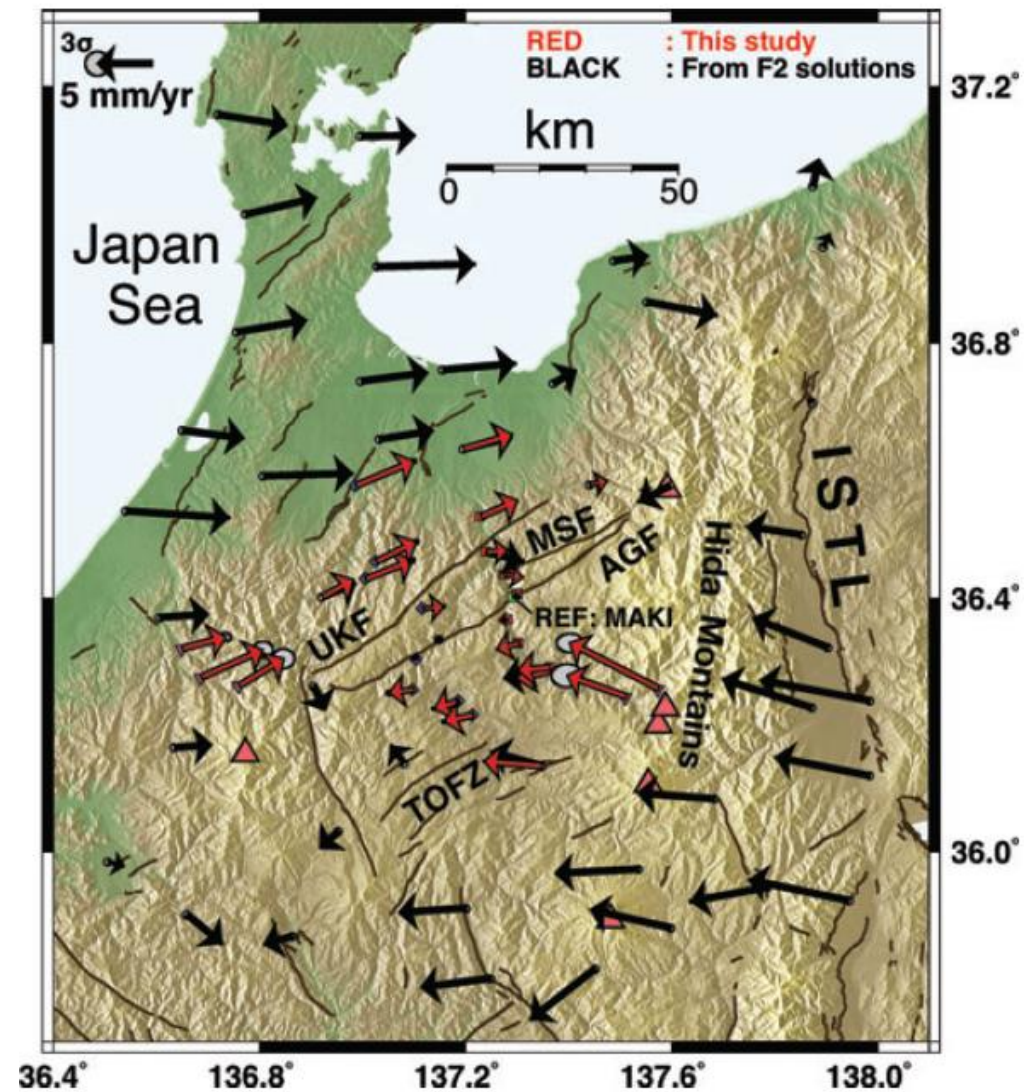 3σ
5 mm/yr
RED : This study
BLACK : From F2 solutions
km
0 50
Japan
Sea
37.2°
36.8°
36.4°
36.0°
ISTL
MSF
AGF
UKF
REF: MAKI
Hida Montains
TOFZ
36.4° 136.8° 137.2° 137.6° 138.0°